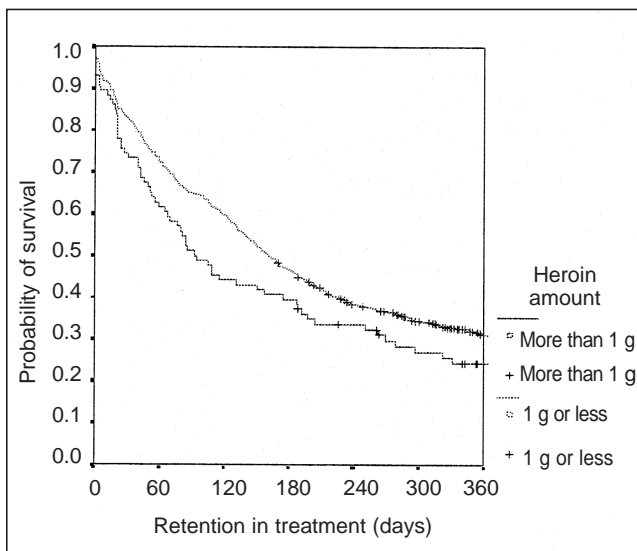 1.0
0.9
0.8
0.7
0.6
0.5
0.4
0.3
0.2
0.1
0.0
Probability of survival
0 60 120 180 240 300 360
Retention in treatment (days)
Heroin
amount
More than 1 g
+ More than 1 g
1 g or less
+ 1 g or less